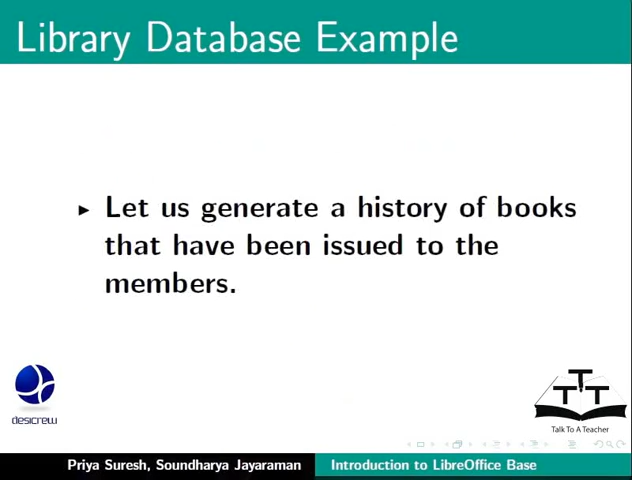 Library Database Example
Let us generate a history of books
that have been issued to the
members.
desicrew
T
T T
Talk To A Teacher
Priya Suresh, Soundharya Jayaraman
Introduction to LibreOffice Base